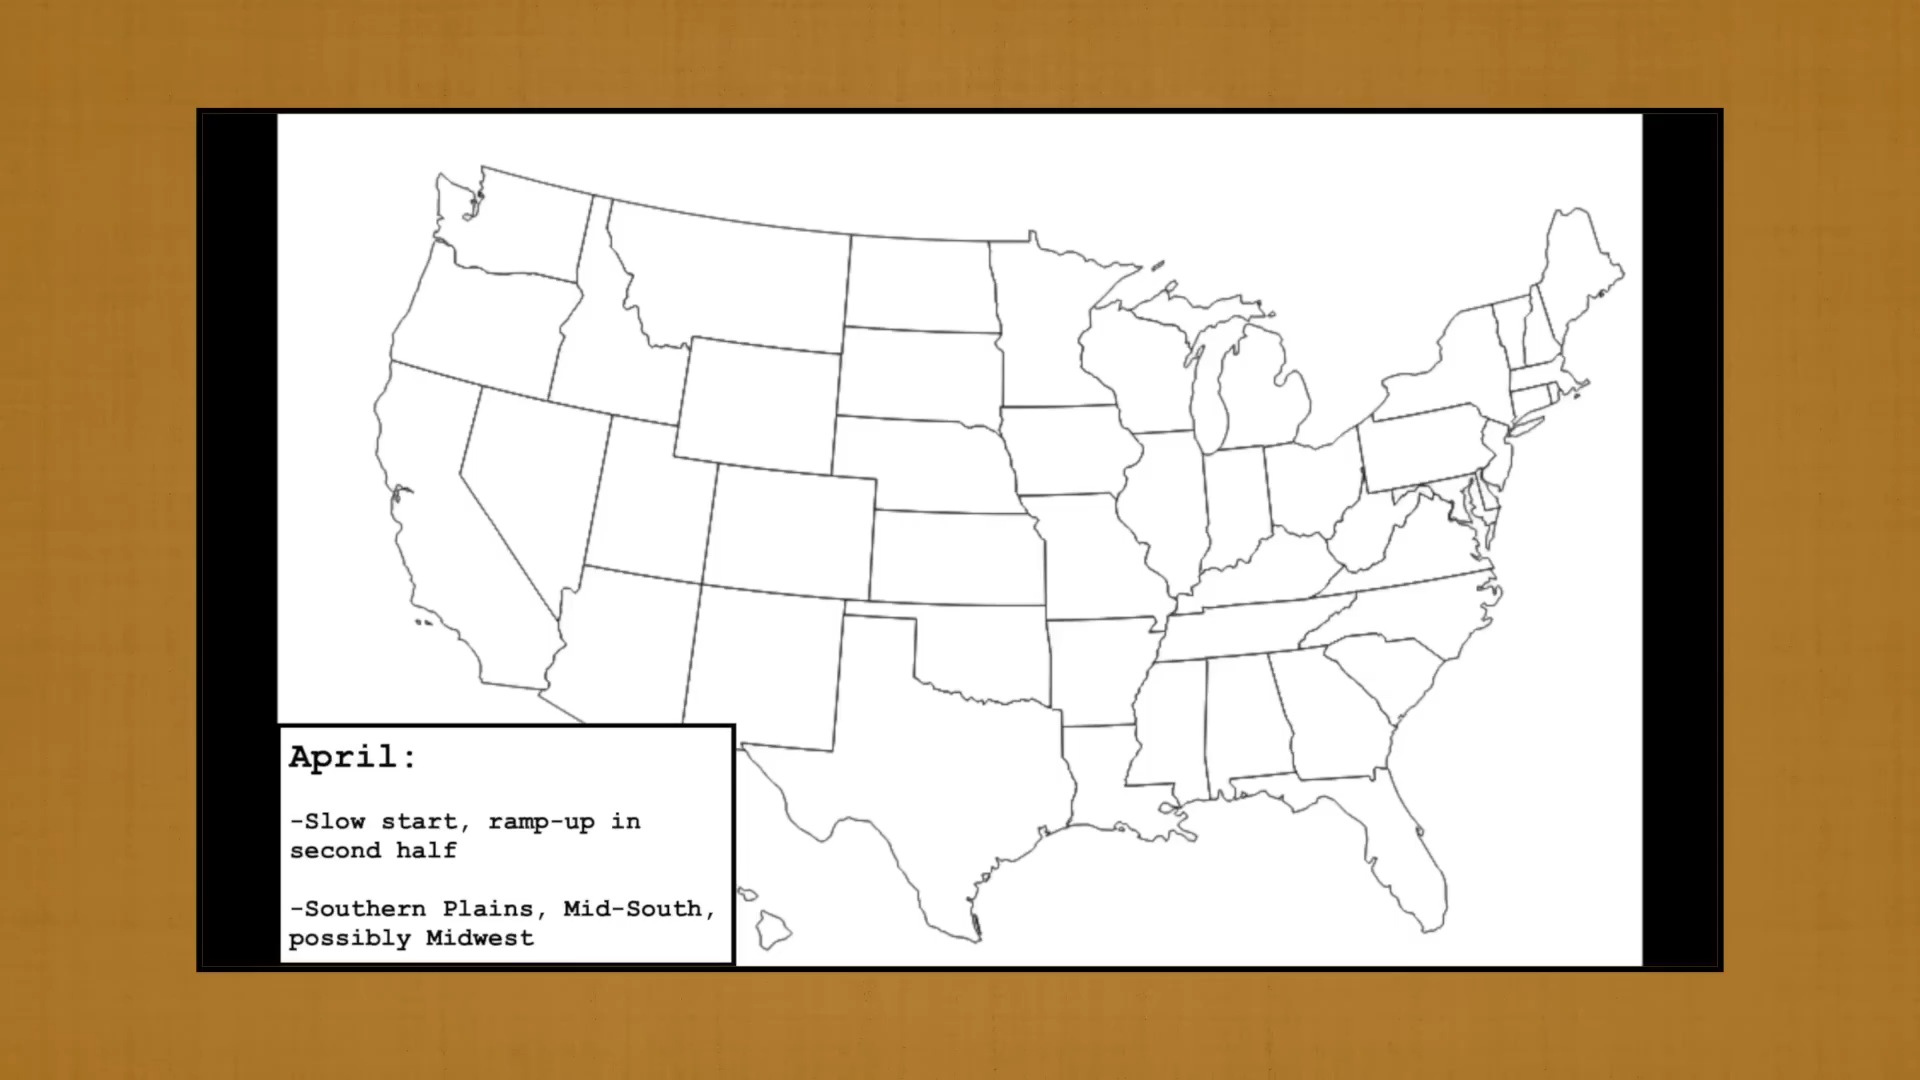 April:
-Slow start, ramp-up in
second half
-Southern Plains, Mid-South,
possibly Midwest